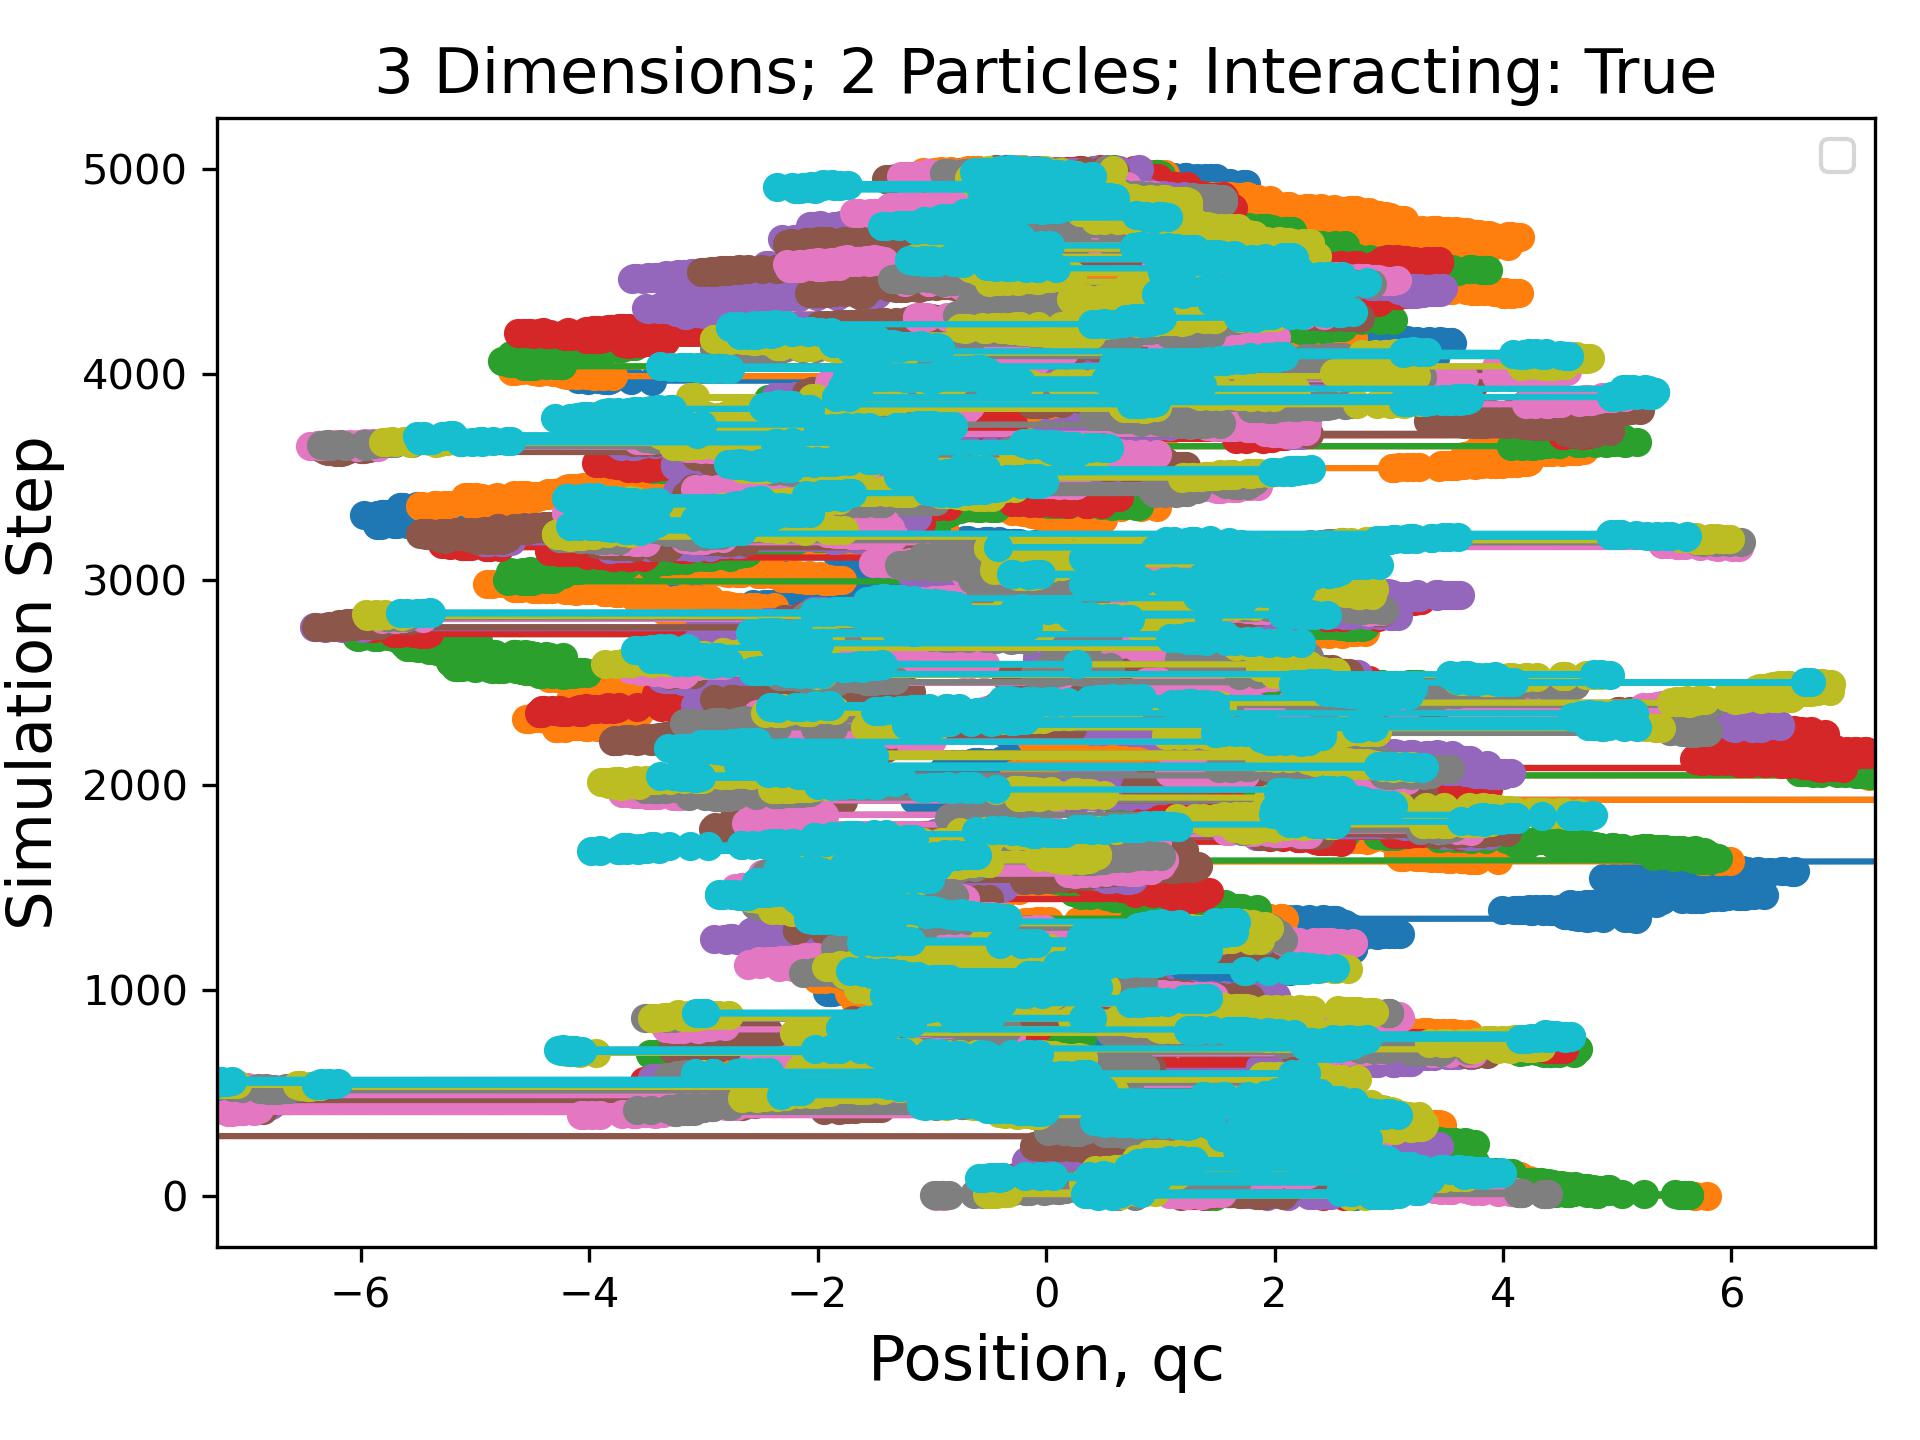 3 Dimensions; 2 Particles; Interacting: True
5000
4000
3000
2000
1000
0
Simulation Step
−6 −4 −2 0 2 4 6
Position, qc